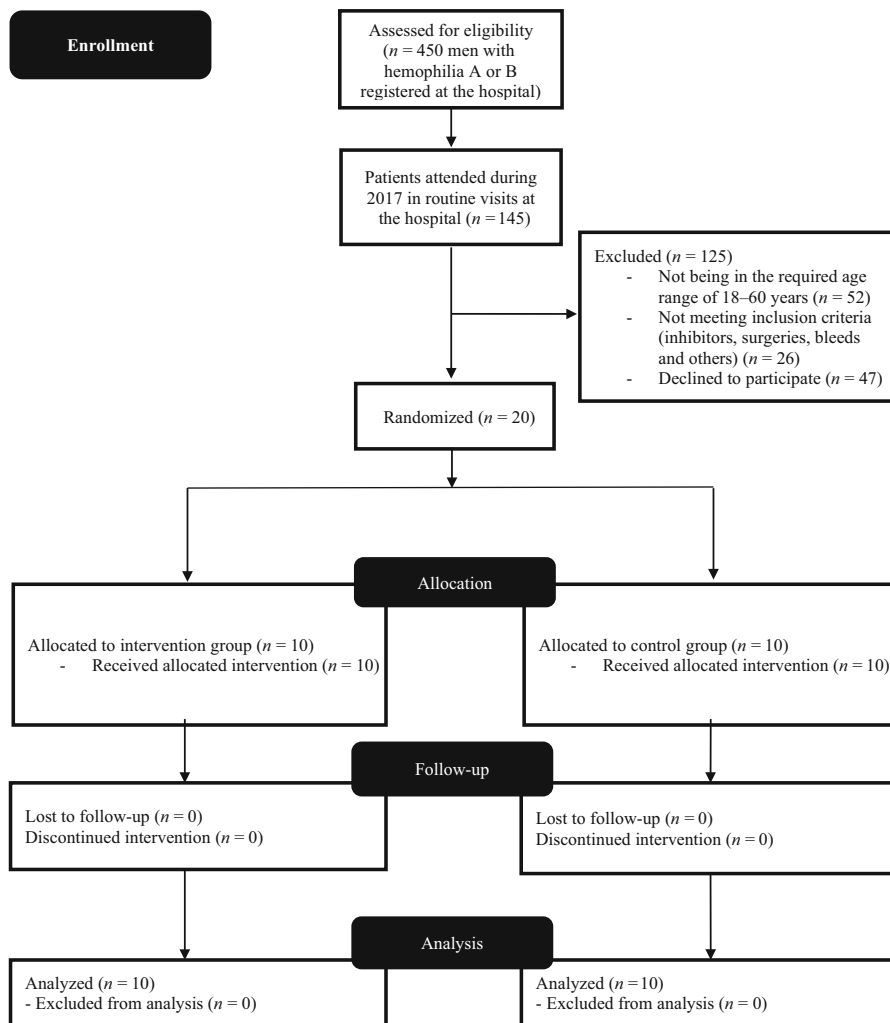 Enrollment
Assessed for eligibility
(n = 450 men with
hemophilia A or B
registered at the hospital)
Patients attended during
2017 in routine visits at
the hospital (n = 145)
Excluded (n = 125)
- Not being in the required age
range of 18–60 years (n = 52)
- Not meeting inclusion criteria
(inhibitors, surgeries, bleeds
and others) (n = 26)
- Declined to participate (n = 47)
Randomized (n = 20)
Allocation
Allocated to intervention group (n = 10)
- Received allocated intervention (n = 10)
Allocated to control group (n = 10)
- Received allocated intervention (n = 10)
Follow-up
Lost to follow-up (n = 0)
Discontinued intervention (n = 0)
Lost to follow-up (n = 0)
Discontinued intervention (n = 0)
Analysis
Analyzed (n = 10)
- Excluded from analysis (n = 0)
Analyzed (n = 10)
- Excluded from analysis (n = 0)